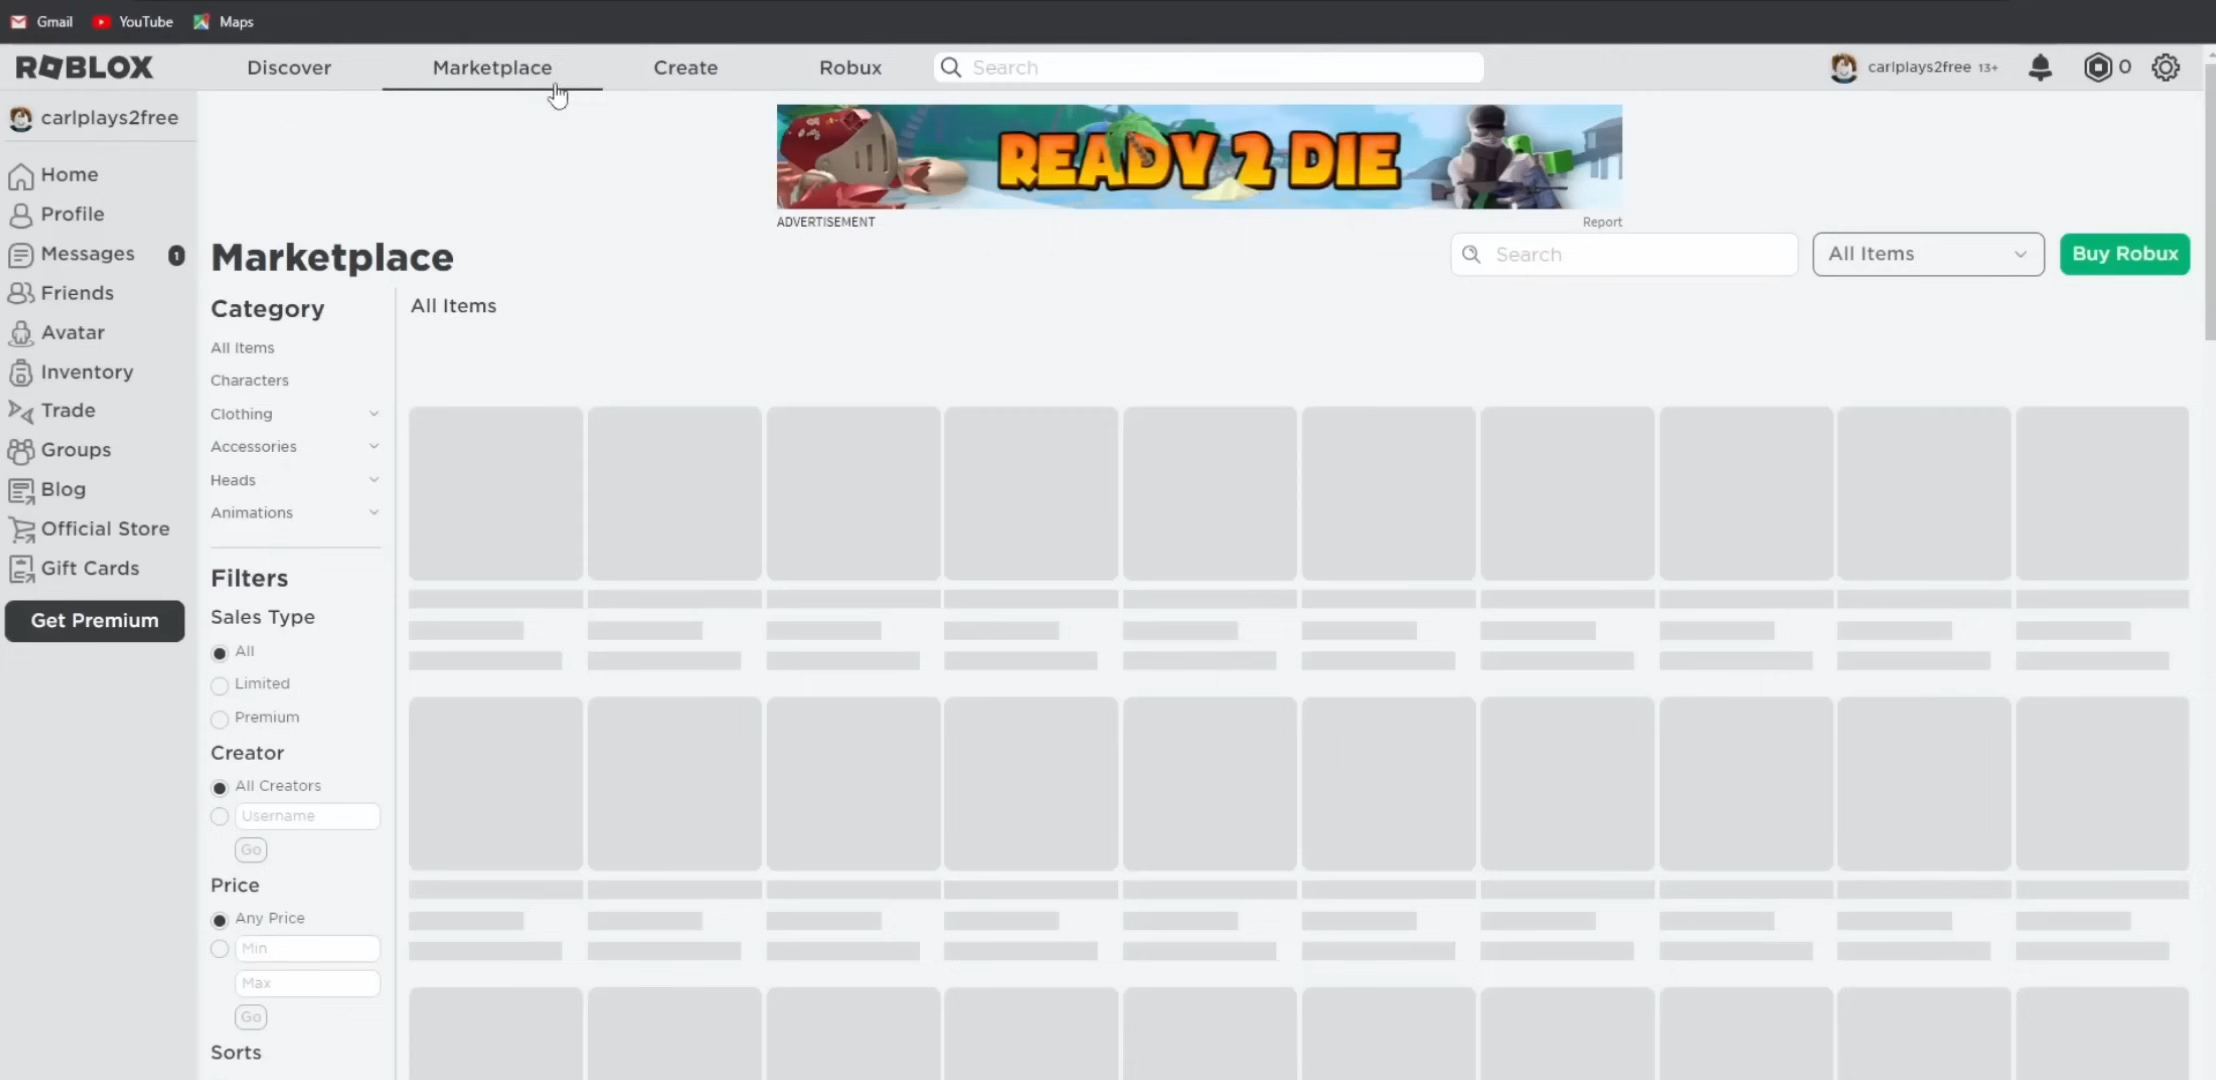 Gmail YouTube Maps
ROBLOX Discover Marketplace Create Robux Search carlplays2free 13+ 0
carlplays2free
Home
Profile
Messages 1
Friends
Avatar
Inventory
Trade
Groups
Blog
Official Store
Gift Cards
Get Premium
READY 2 DIE
ADVERTISEMENT Report
Marketplace Search All Items Buy Robux
Category
All Items
Characters
Clothing
Accessories
Heads
Animations
Filters
Sales Type
All
Limited
Premium
Creator
All Creators
Username
Go
Price
Any Price
Min
Max
Go
Sorts
All Items